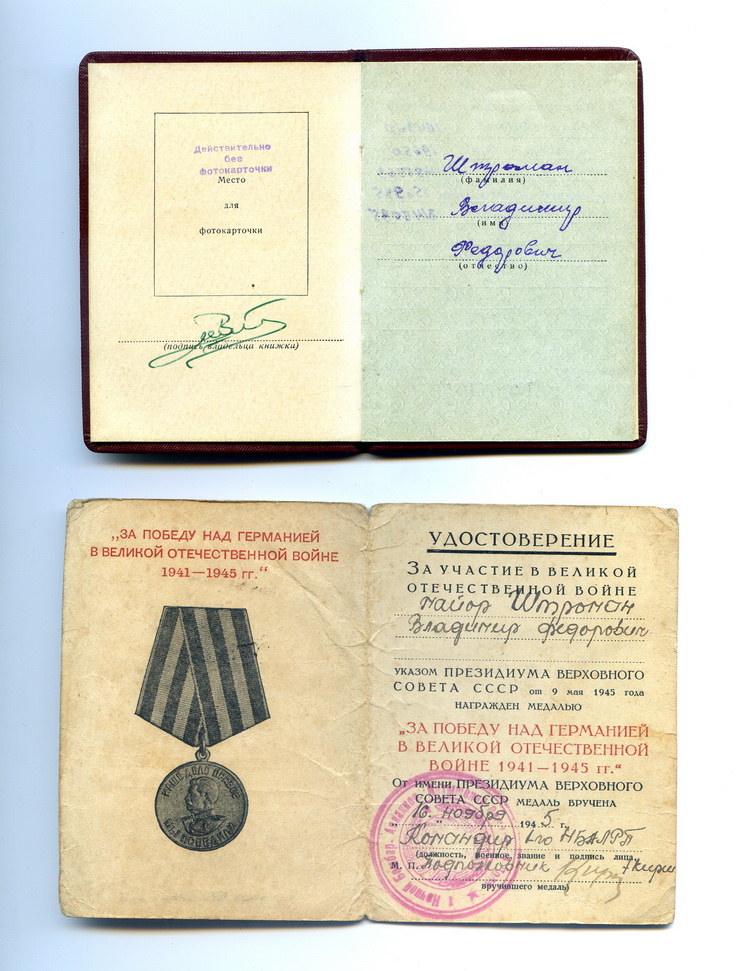 Действительно
без
фотокарточки
Место
для
фотокарточки
(подпись владельца книжки)
Штроман
(фамилия)
Владимир
(имя)
Федорович
(отчество)
„ЗА ПОБЕДУ НАД ГЕРМАНИЕЙ
В ВЕЛИКОЙ ОТЕЧЕСТВЕННОЙ ВОЙНЕ
1941—1945 гг.“
НАШЕ ДЕЛО ПРАВОЕ
МЫ ПОБЕДИЛИ
УДОСТОВЕРЕНИЕ
ЗА УЧАСТИЕ В ВЕЛИКОЙ
ОТЕЧЕСТВЕННОЙ ВОЙНЕ
майор Штроман
Владимир Федорович
УКАЗОМ ПРЕЗИДИУМА ВЕРХОВНОГО
СОВЕТА СССР от 9 мая 1945 года
НАГРАЖДЕН МЕДАЛЬЮ
„ЗА ПОБЕДУ НАД ГЕРМАНИЕЙ
В ВЕЛИКОЙ ОТЕЧЕСТВЕННОЙ
ВОЙНЕ 1941—1945 гг.“
От имени ПРЕЗИДИУМА ВЕРХОВНОГО
СОВЕТА СССР МЕДАЛЬ ВРУЧЕНА
„16“ ноября 1945 г.
Командир 1го НБАЛРП
(должность, военное звание и подпись лица,
М. П. Подполковник
вручившего медаль)